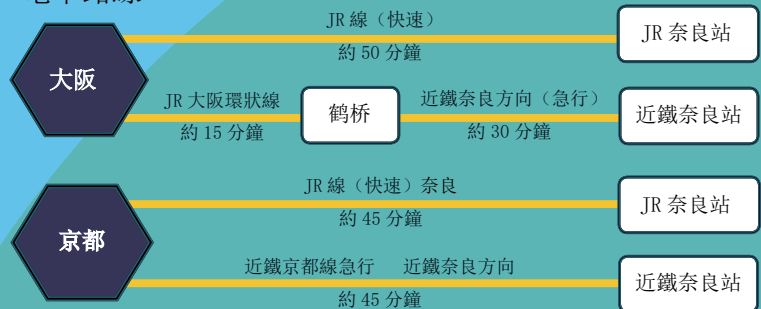 JR 線（快速）
大阪
約 50 分鐘
JR 奈良站
JR 大阪環狀線
約 15 分鐘
鹤桥
近鐵奈良方向（急行）
約 30 分鐘
近鐵奈良站
JR 線（快速）奈良
京都
約 45 分鐘
JR 奈良站
近鐵京都線急行 近鐵奈良方向
約 45 分鐘
近鐵奈良站